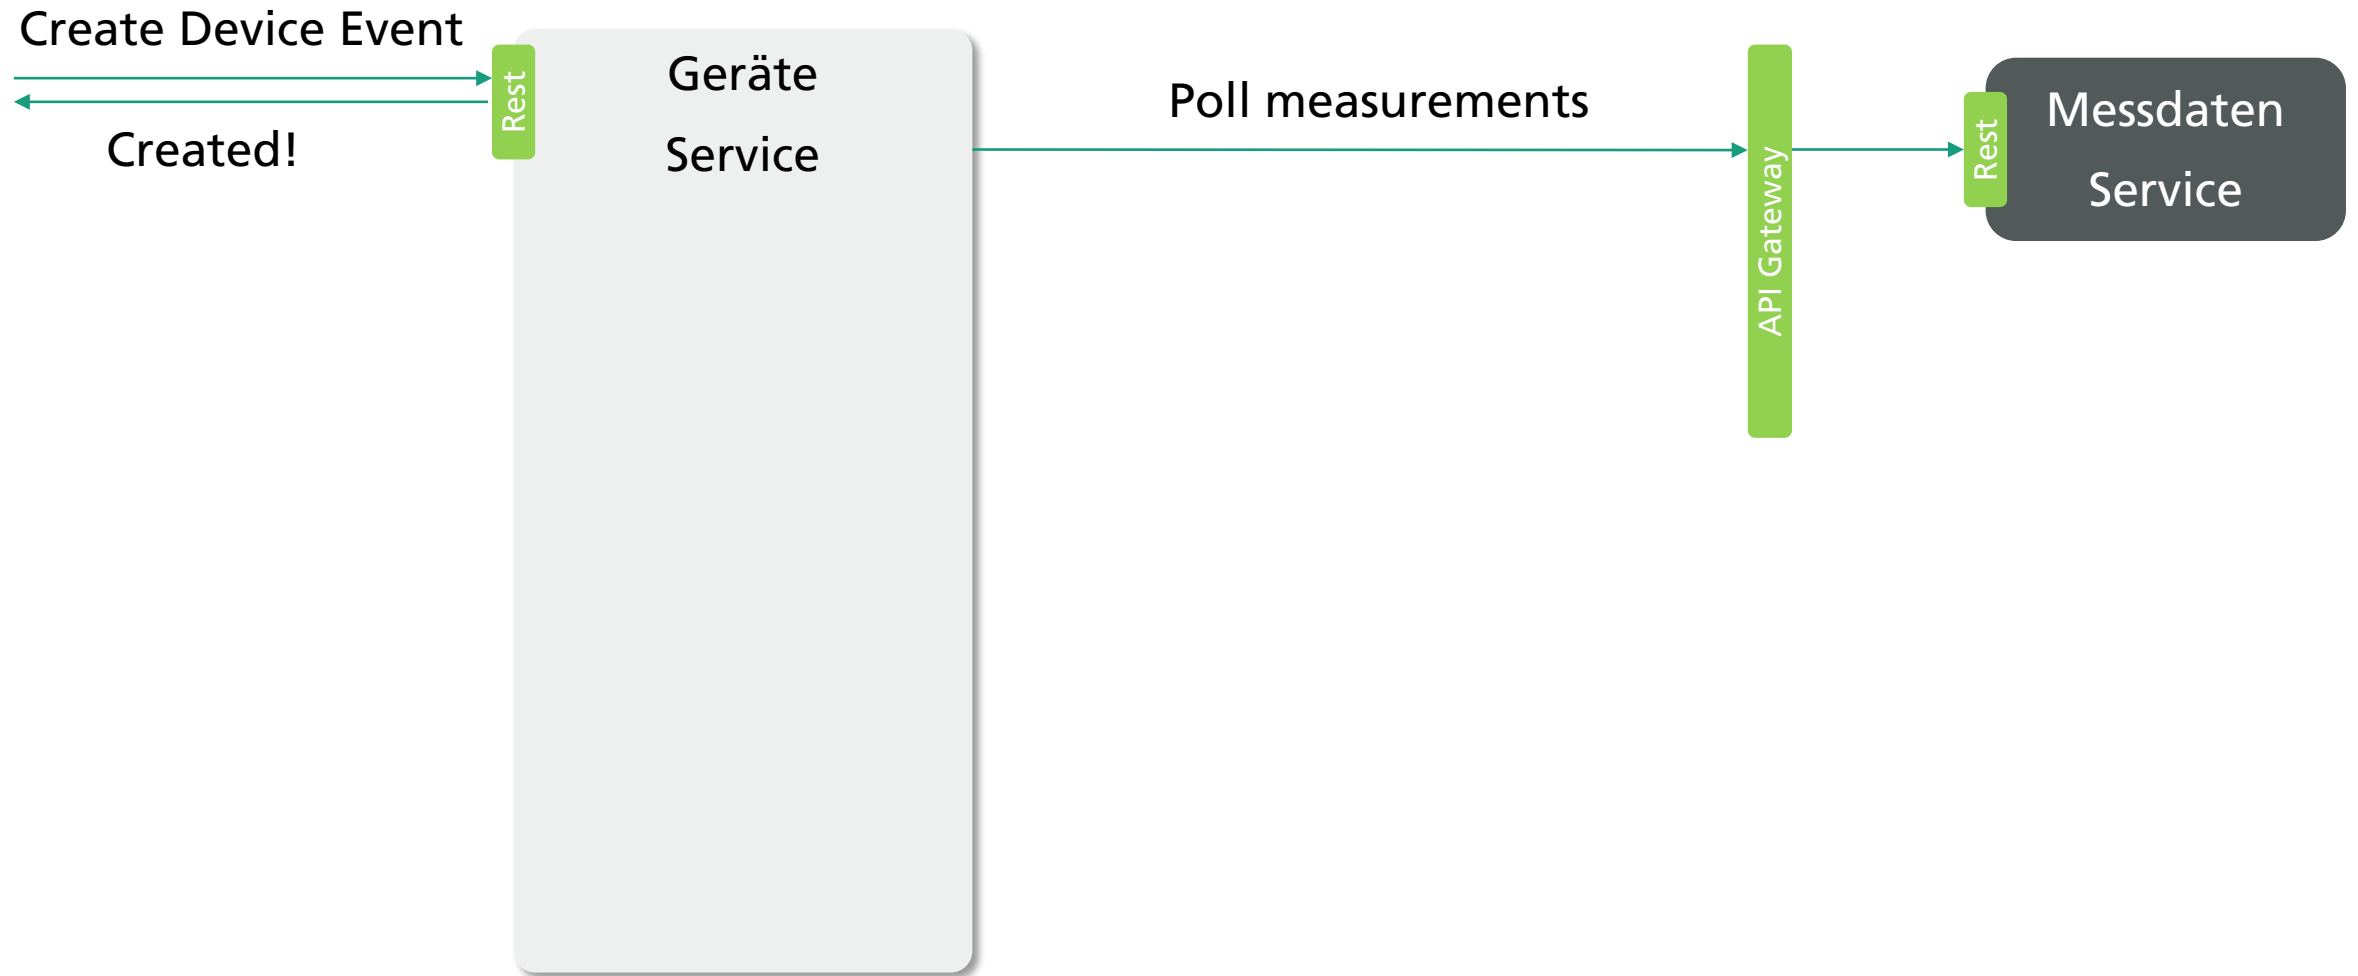 Create Device Event
Created!
Rest
Geräte
Service
Poll measurements
API Gateway
Rest
Messdaten
Service